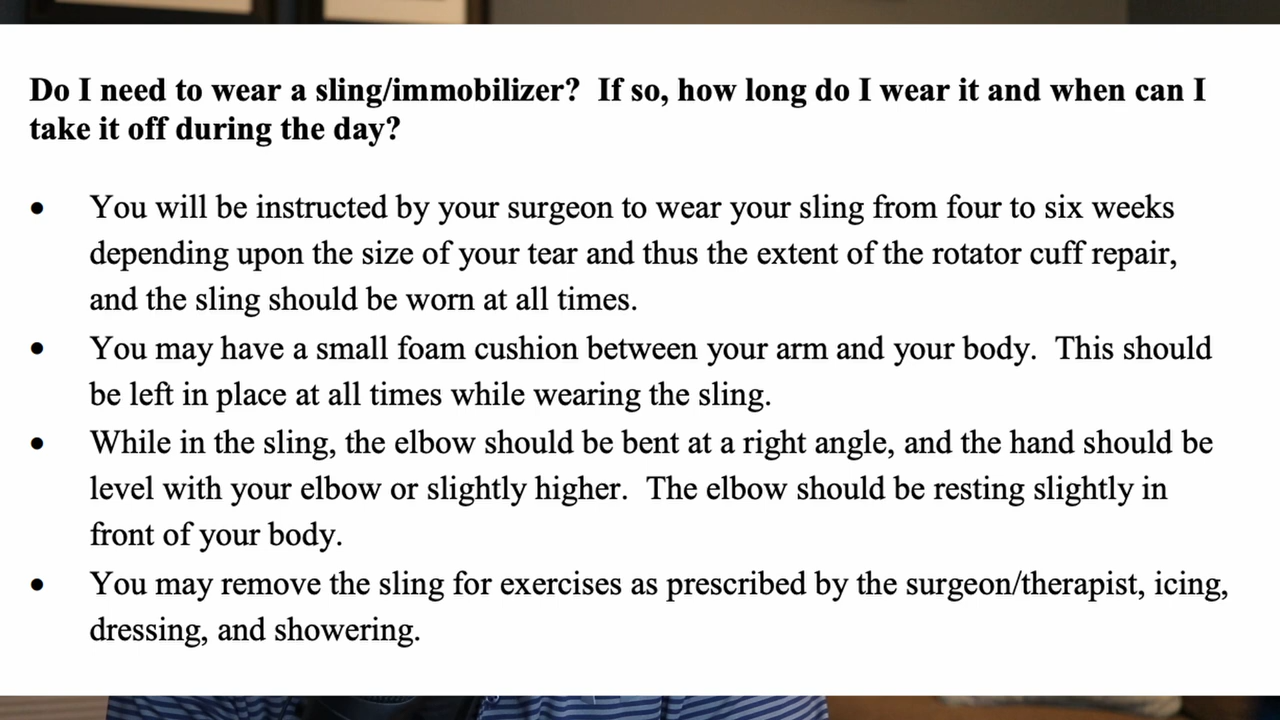 Do I need to wear a sling/immobilizer?  If so, how long do I wear it and when can I
take it off during the day?
• You will be instructed by your surgeon to wear your sling from four to six weeks
depending upon the size of your tear and thus the extent of the rotator cuff repair,
and the sling should be worn at all times.
• You may have a small foam cushion between your arm and your body.  This should
be left in place at all times while wearing the sling.
• While in the sling, the elbow should be bent at a right angle, and the hand should be
level with your elbow or slightly higher.  The elbow should be resting slightly in
front of your body.
• You may remove the sling for exercises as prescribed by the surgeon/therapist, icing,
dressing, and showering.